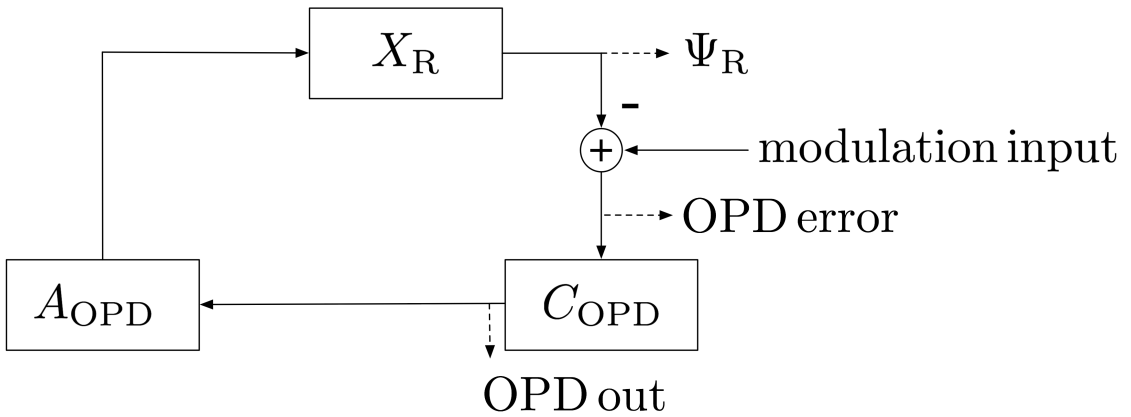 X_R
Ψ_R
-
+
modulation input
OPD error
A_OPD
C_OPD
OPD out